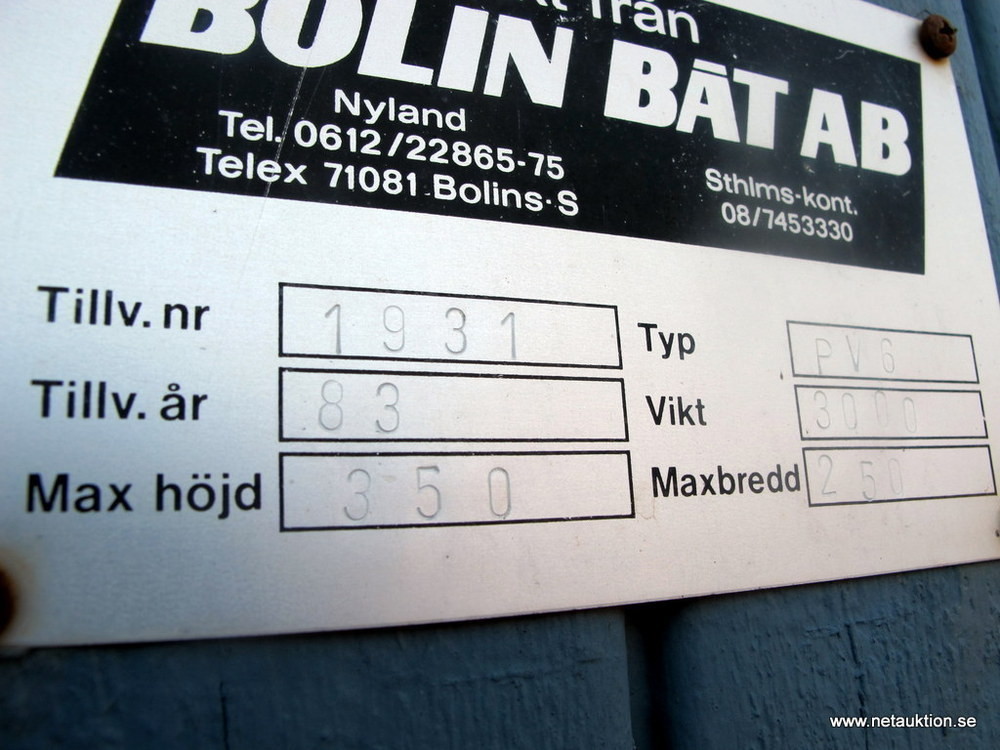 från
BOLIN BÅT AB
Nyland
Tel. 0612/22865-75
Telex 71081 Bolins-S
Sthlms-kont.
08/7453330
Tillv. nr 1931 Typ PV6
Tillv. år 83 Vikt 3000
Max höjd 350 Maxbredd 250
www.netauktion.se